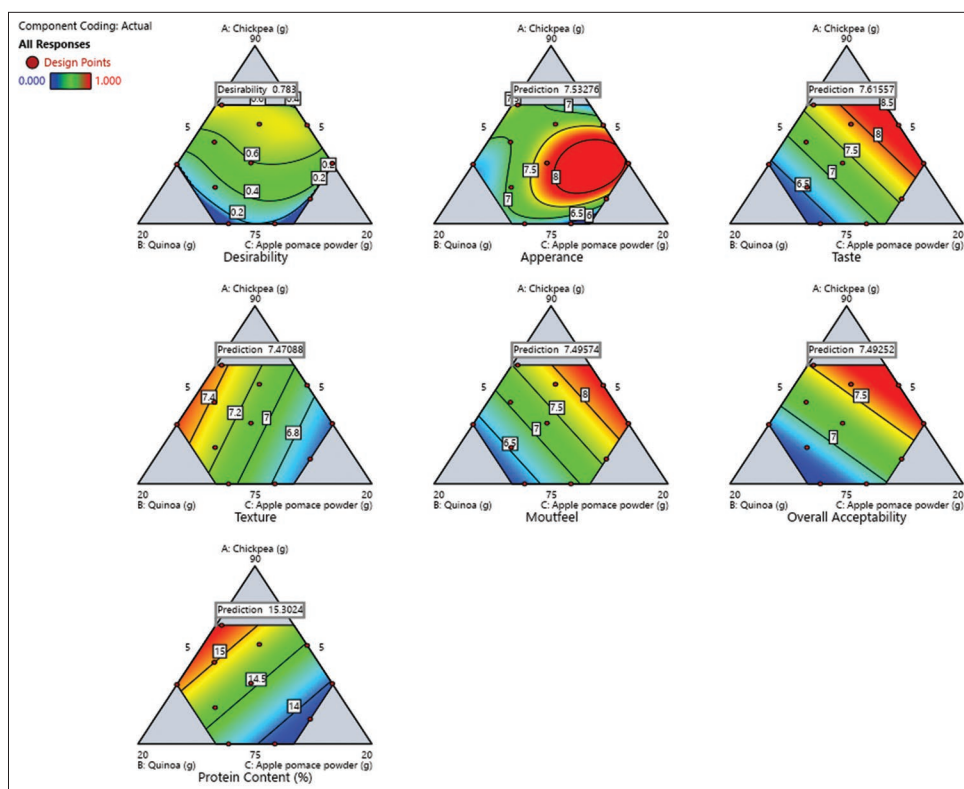 Component Coding: Actual
All Responses
Design Points
0.000 1.000
A: Chickpea (g)
90
Desirability 0.783
0.4
5 5
0.6
0.2
0.4
0.2
0.2
20 75 20
B: Quinoa (g) C: Apple pomace powder (g)
Desirability
A: Chickpea (g)
90
Prediction 7.53276
7
5 5
7.5
8
7
6.5 6
20 75 20
B: Quinoa (g) C: Apple pomace powder (g)
Apperance
A: Chickpea (g)
90
Prediction 7.61557
8.5
5 5
8
7.5
7
6.5
20 75 20
B: Quinoa (g) C: Apple pomace powder (g)
Taste
A: Chickpea (g)
90
Prediction 7.47088
5 5
7.4
7.2
7
6.8
20 75 20
B: Quinoa (g) C: Apple pomace powder (g)
Texture
A: Chickpea (g)
90
Prediction 7.49574
5 5
8
7.5
7
6.5
20 75 20
B: Quinoa (g) C: Apple pomace powder (g)
Moutfeel
A: Chickpea (g)
90
Prediction 7.49252
5 5
7.5
7
20 75 20
B: Quinoa (g) C: Apple pomace powder (g)
Overall Acceptability
A: Chickpea (g)
90
Prediction 15.3024
5 5
15
14.5
14
20 75 20
B: Quinoa (g) C: Apple pomace powder (g)
Protein Content (%)